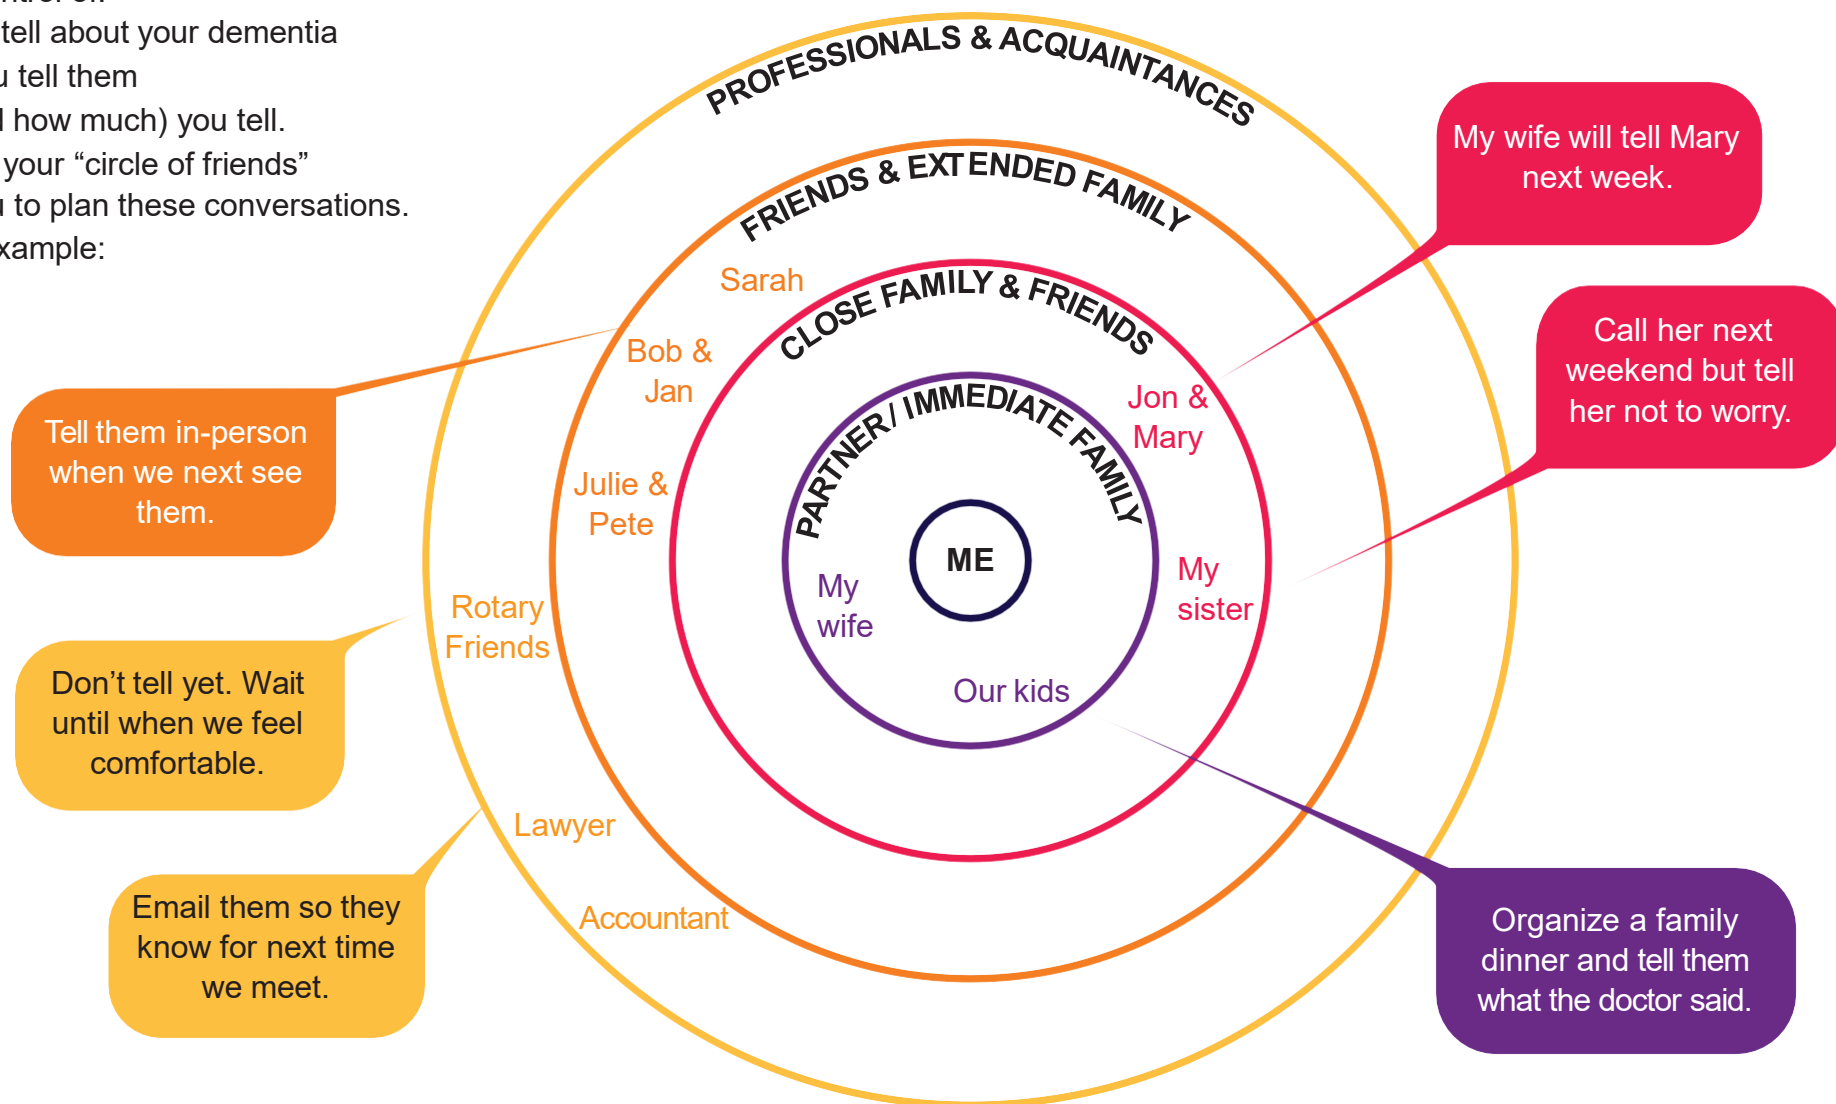 tell about your dementia
tell them
how much) you tell.
your “circle of friends”
to plan these conversations.
PROFESSIONALS & ACQUAINTANCES
FRIENDS & EXTENDED FAMILY
CLOSE FAMILY & FRIENDS
PARTNER/ IMMEDIATE FAMILY
ME
Sarah
Bob &
Jan
Julie &
Pete
Rotary
Friends
Lawyer
Accountant
My
wife
Our kids
Jon &
Mary
My
sister
Tell them in-person
when we next see
them.
Don’t tell yet. Wait
until when we feel
comfortable.
Email them so they
know for next time
we meet.
My wife will tell Mary
next week.
Call her next
weekend but tell
her not to worry.
Organize a family
dinner and tell them
what the doctor said.